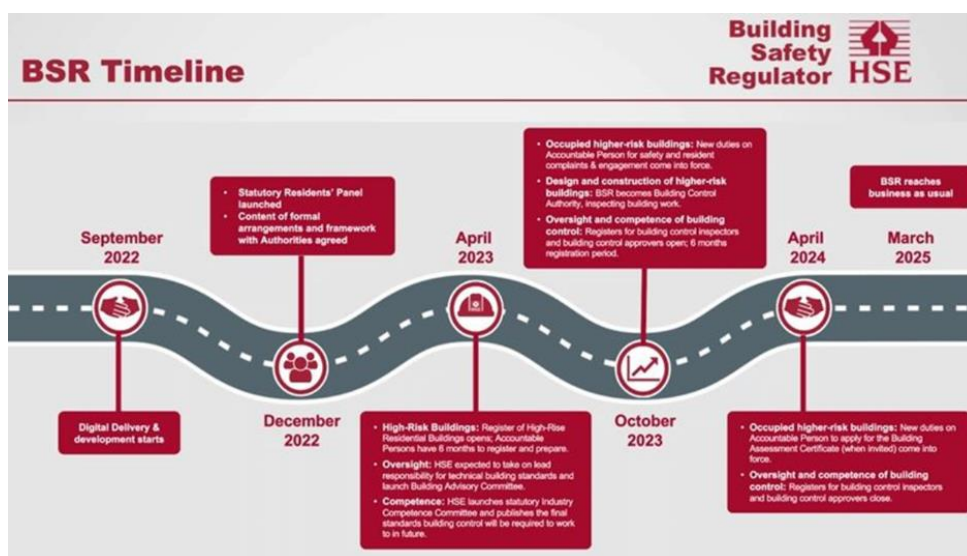 BSR Timeline
Building
Safety
Regulator
HSE
September
2022
Digital Delivery &
development starts
• Statutory Residents' Panel
launched
• Content of formal
arrangements and framework
with Authorities agreed
December
2022
April
2023
• High-Risk Buildings: Register of High-Rise
Residential Buildings opens; Accountable
Persons have 6 months to register and prepare.
• Oversight: HSE expected to take on lead
responsibility for technical building standards and
launch Building Advisory Committee.
• Competence: HSE launches statutory Industry
Competence Committee and publishes the final
standards building control will be required to work
to in future.
• Occupied higher-risk buildings: New duties on
Accountable Person for safety and resident
complaints & engagement come into force.
• Design and construction of higher-risk
buildings: BSR becomes Building Control
Authority, inspecting building work.
• Oversight and competence of building
control: Registers for building control inspectors
and building control approvers open; 6 months
registration period.
October
2023
April
2024
• Occupied higher-risk buildings: New duties on
Accountable Person to apply for the Building
Assessment Certificate (when invited) come into
force.
• Oversight and competence of building
control: Registers for building control inspectors
and building control approvers close.
BSR reaches
business as usual
March
2025